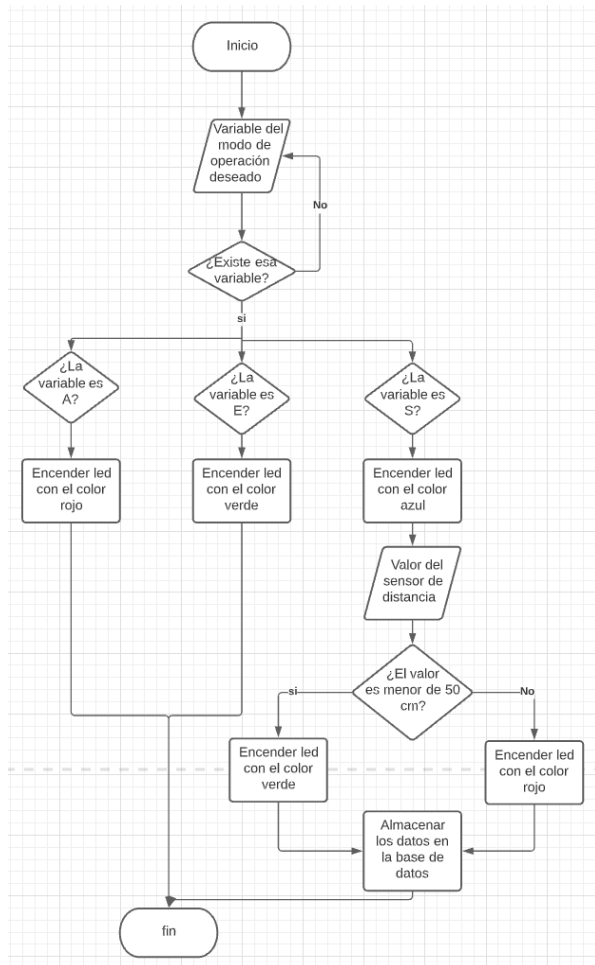 Inicio
Variable del
modo de
operación
deseado
No
¿Existe esa
variable?
si
¿La
variable es
A?
¿La
variable es
E?
¿La
variable es
S?
Encender led
con el color
rojo
Encender led
con el color
verde
Encender led
con el color
azul
Valor del
sensor de
distancia
¿El valor
es menor de 50
cm?
si
No
Encender led
con el color
verde
Encender led
con el color
rojo
Almacenar
los datos en
la base de
datos
fin